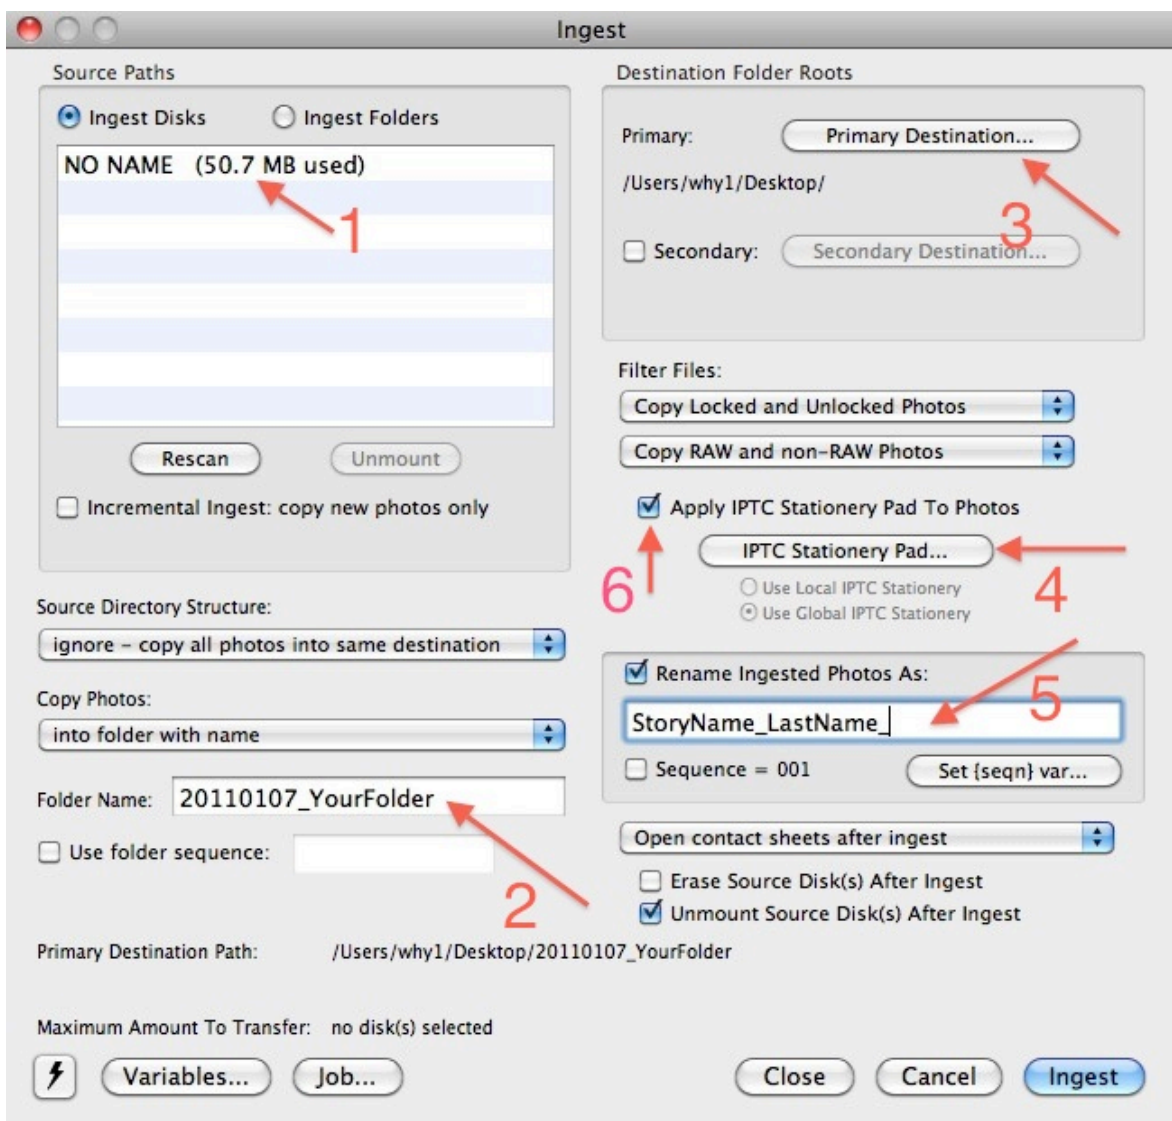 Ingest
Source Paths
Ingest Disks
Ingest Folders
NO NAME (50.7 MB used)
1
Rescan
Unmount
Incremental Ingest: copy new photos only
Source Directory Structure:
ignore – copy all photos into same destination
Copy Photos:
into folder with name
Folder Name: 20110107_YourFolder
Use folder sequence:
2
Destination Folder Roots
Primary: Primary Destination...
/Users/why1/Desktop/
3
Secondary: Secondary Destination...
Filter Files:
Copy Locked and Unlocked Photos
Copy RAW and non-RAW Photos
Apply IPTC Stationery Pad To Photos
IPTC Stationery Pad...
6
Use Local IPTC Stationery
4
Use Global IPTC Stationery
Rename Ingested Photos As:
5
StoryName_LastName_
Sequence = 001
Set {seqn} var...
Open contact sheets after ingest
Erase Source Disk(s) After Ingest
Unmount Source Disk(s) After Ingest
Primary Destination Path: /Users/why1/Desktop/20110107_YourFolder
Maximum Amount To Transfer: no disk(s) selected
Variables...
Job...
Close
Cancel
Ingest